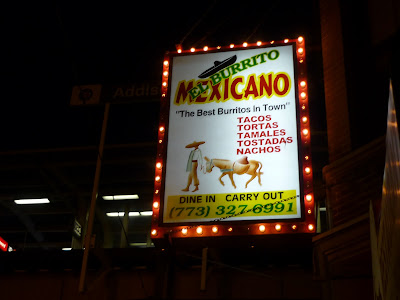 Addis
EL BURRITO
MEXICANO
"The Best Burritos In Town"
TACOS
TORTAS
TAMALES
TOSTADAS
NACHOS
DINE IN CARRY OUT
(773) 327-6991